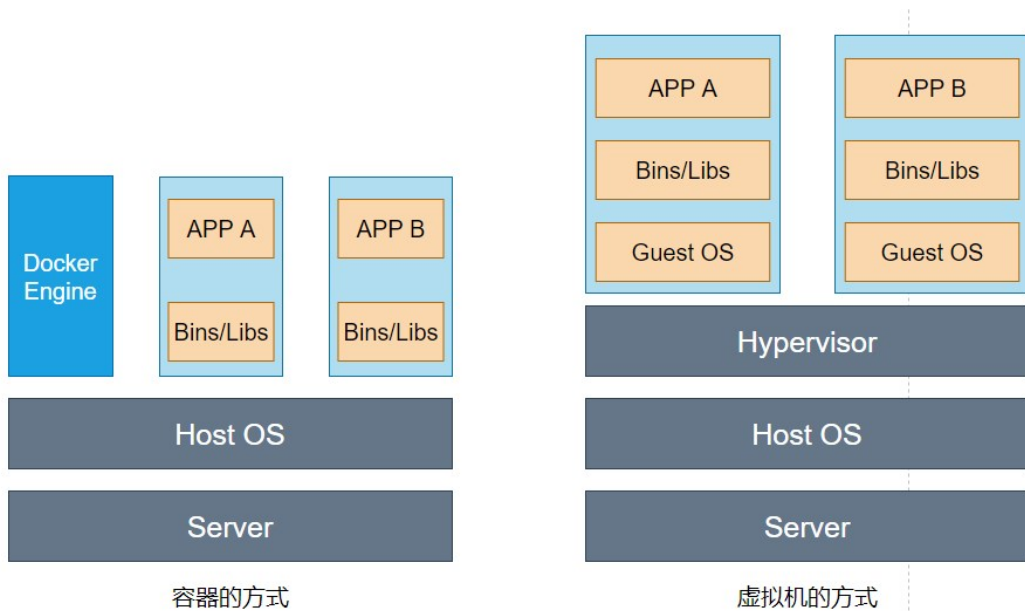 Docker
Engine
APP A
Bins/Libs
APP B
Bins/Libs
Host OS
Server
容器的方式
APP A
Bins/Libs
Guest OS
APP B
Bins/Libs
Guest OS
Hypervisor
Host OS
Server
虚拟机的方式